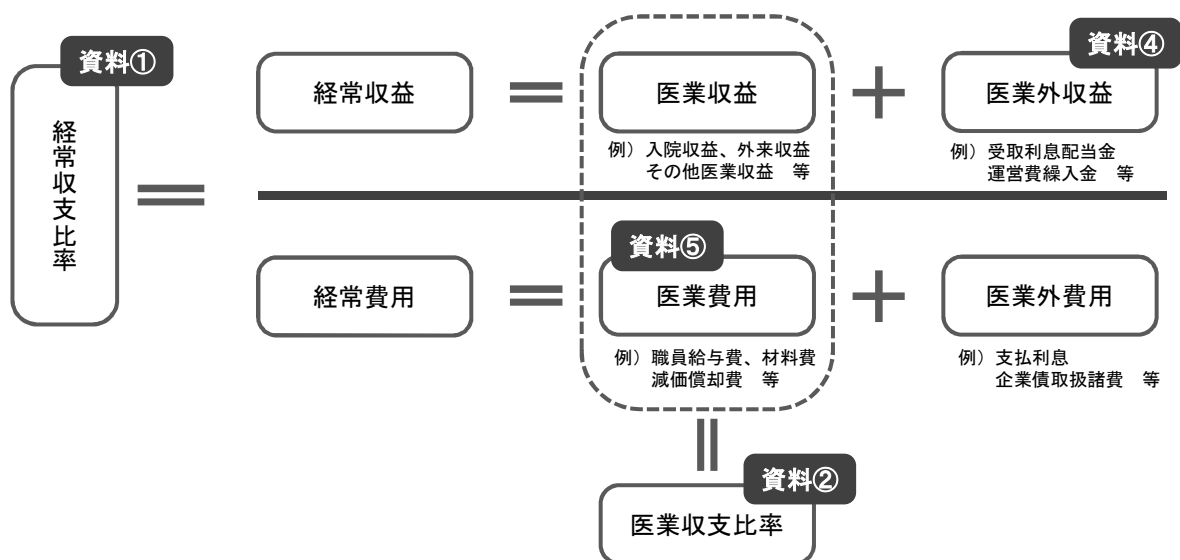 資料①
経常収支比率
＝
経常収益
＝
医業収益
例）入院収益、外来収益
その他医業収益　等
＋
資料④
医業外収益
例）受取利息配当金
運営費繰入金　等
経常費用
＝
資料⑤
医業費用
例）職員給与費、材料費
減価償却費　等
＋
医業外費用
例）支払利息
企業債取扱諸費　等
＝
資料②
医業収支比率